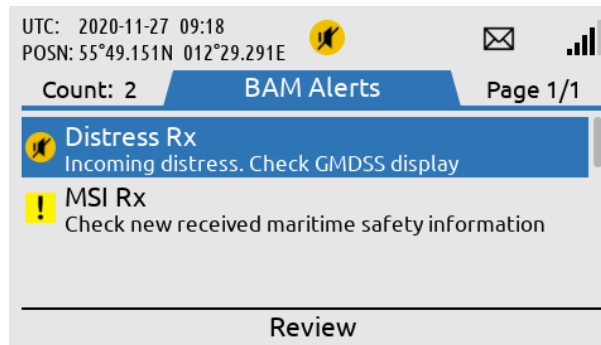 UTC: 2020-11-27 09:18
POSN: 55°49.151N 012°29.291E
Count: 2 BAM Alerts Page 1/1
Distress Rx
Incoming distress. Check GMDSS display
! MSI Rx
Check new received maritime safety information
Review